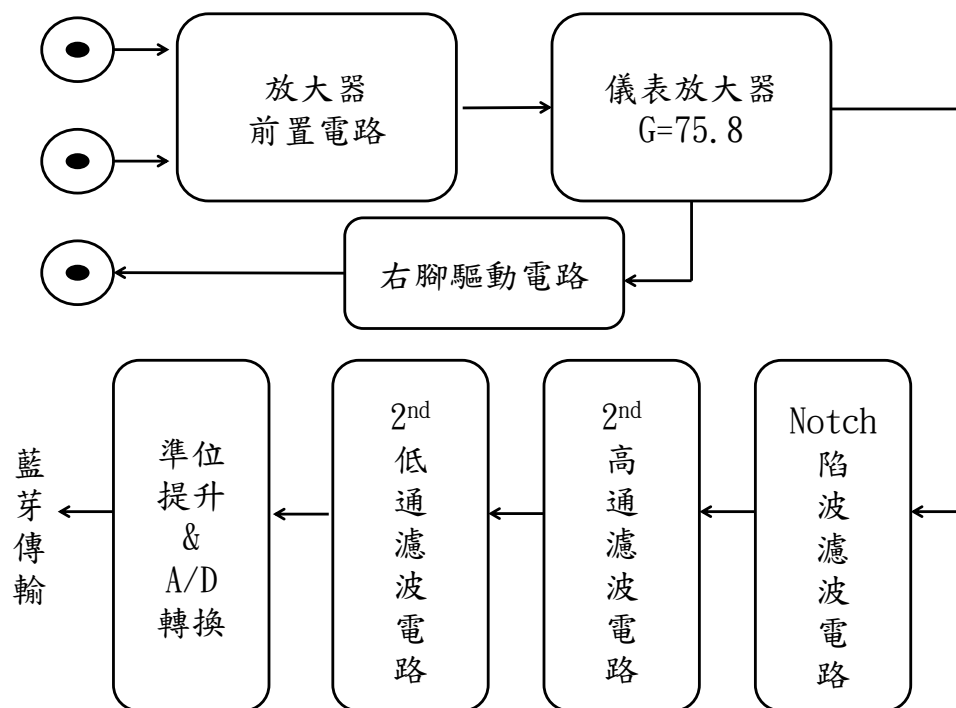 放大器
前置電路
儀表放大器
G=75.8
右腳驅動電路
藍芽傳輸
準位
提升
&
A/D
轉換
2nd
低通濾波電路
2nd
高通濾波電路
Notch
陷波濾波電路